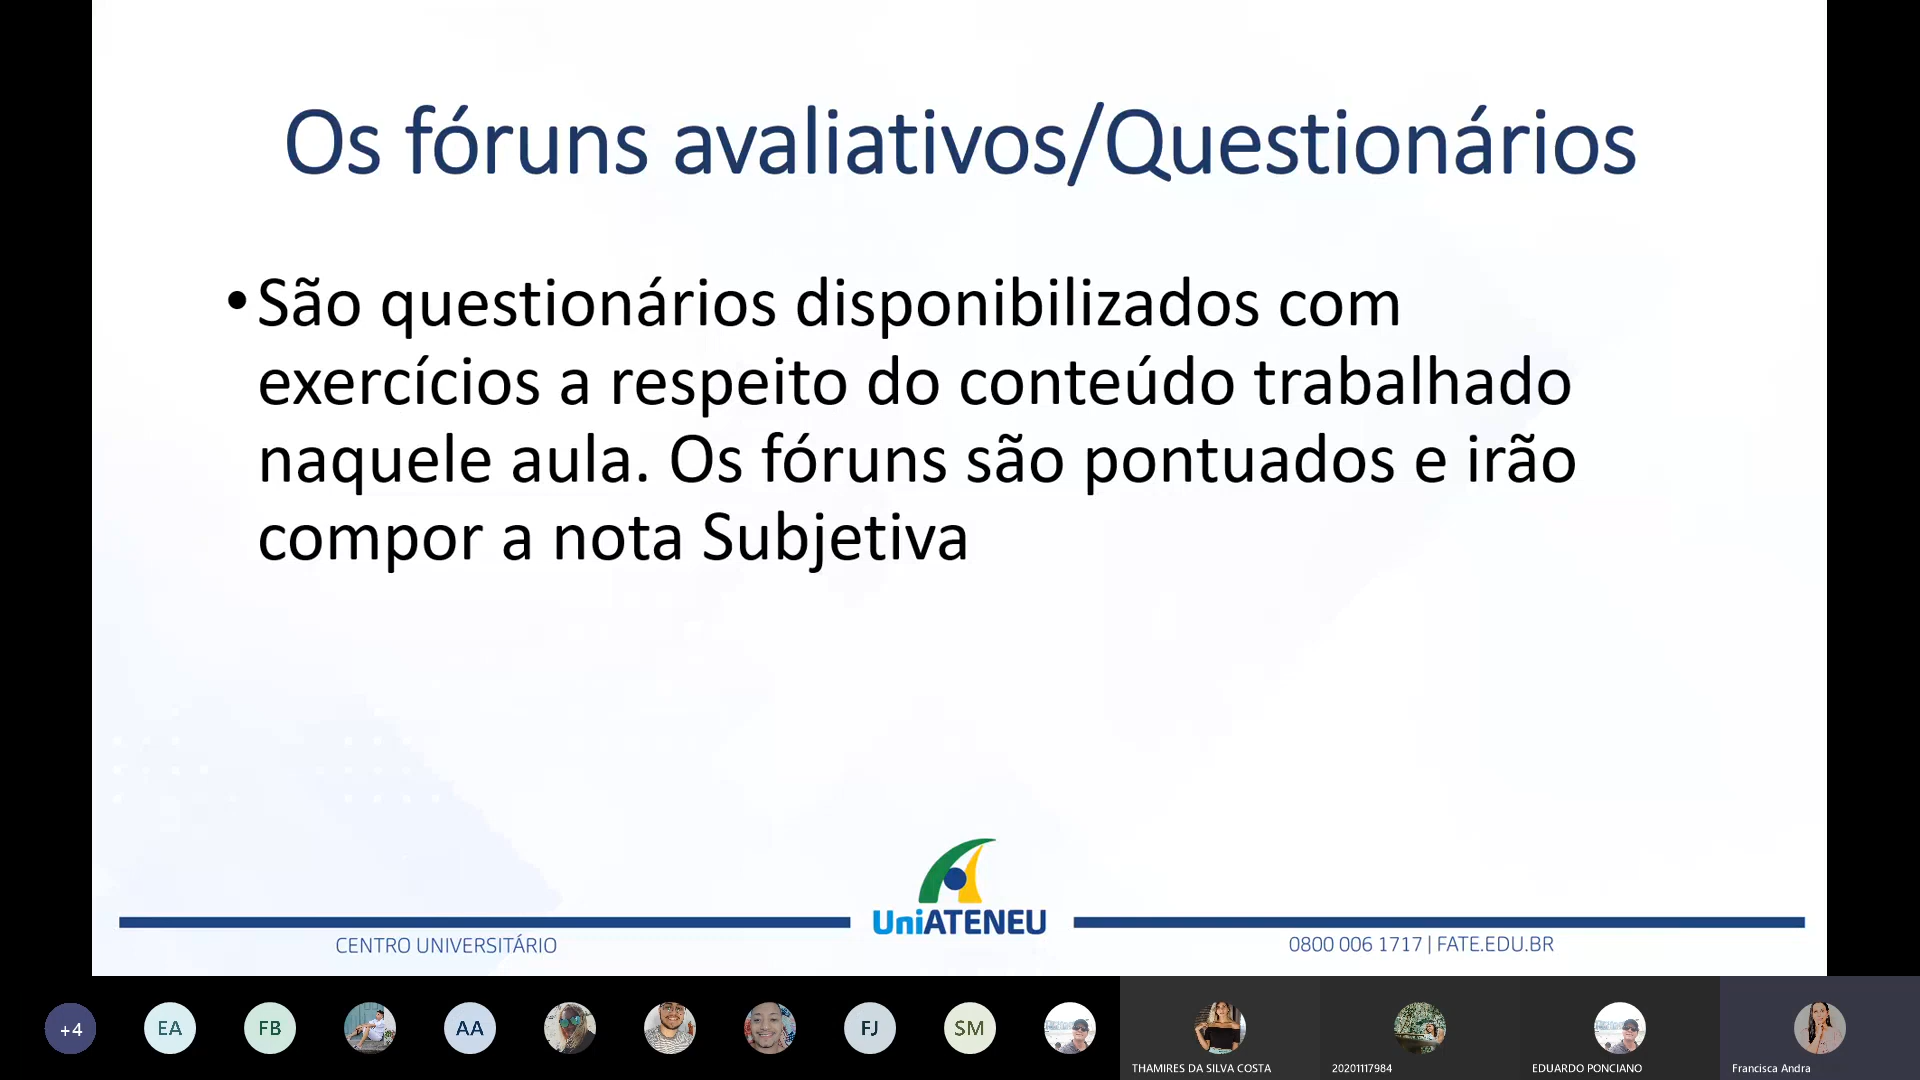 Os fóruns avaliativos/Questionários
•São questionários disponibilizados com
exercícios a respeito do conteúdo trabalhado
naquele aula. Os fóruns são pontuados e irão
compor a nota Subjetiva
UniATENEU
CENTRO UNIVERSITÁRIO
0800 006 1717 | FATE.EDU.BR
+4
EA
FB
AA
FJ
SM
THAMIRES DA SILVA COSTA
20201117984
EDUARDO PONCIANO
Francisca Andra